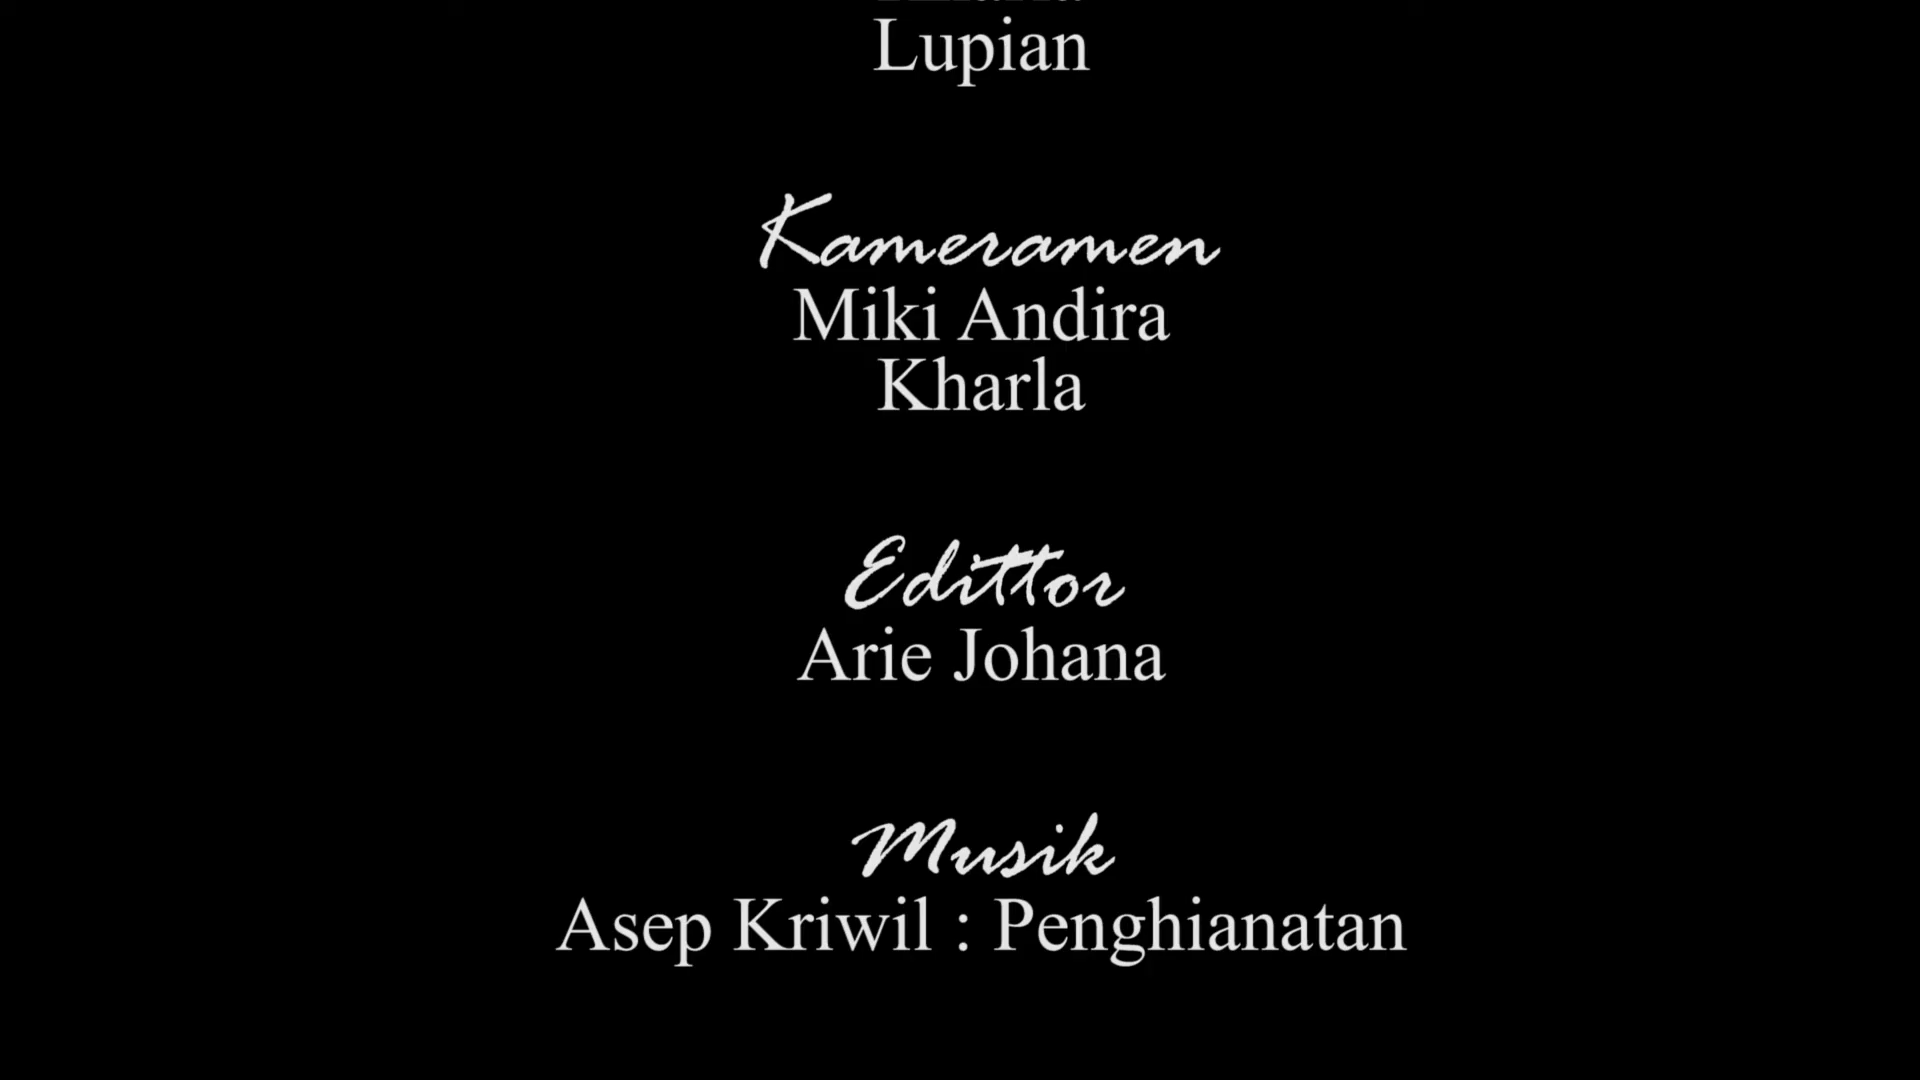 Lupian
Kameramen
Miki Andira
Kharla
Edittor
Arie Johana
Musik
Asep Kriwil : Penghianatan